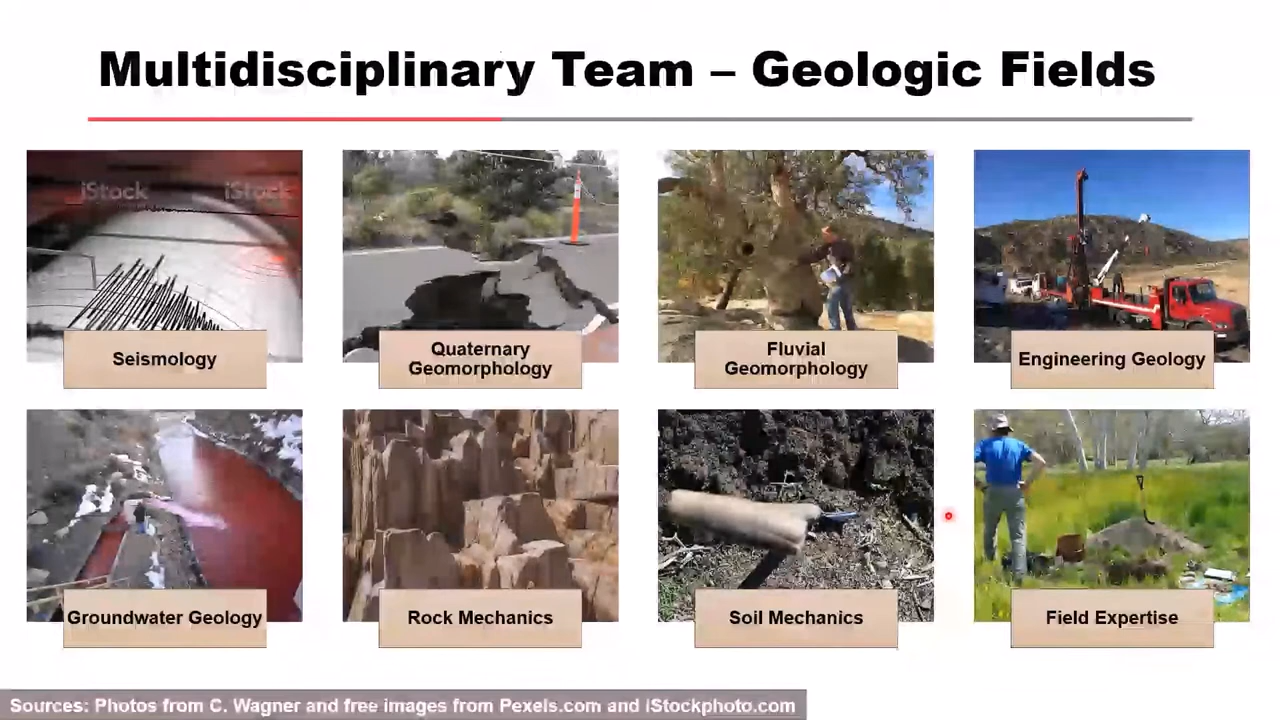 Multidisciplinary Team – Geologic Fields
iStock iStock
Seismology
Quaternary
Geomorphology
Fluvial
Geomorphology
Engineering Geology
Groundwater Geology
Rock Mechanics
Soil Mechanics
Field Expertise
Sources: Photos from C. Wagner and free images from Pexels.com and iStockphoto.com